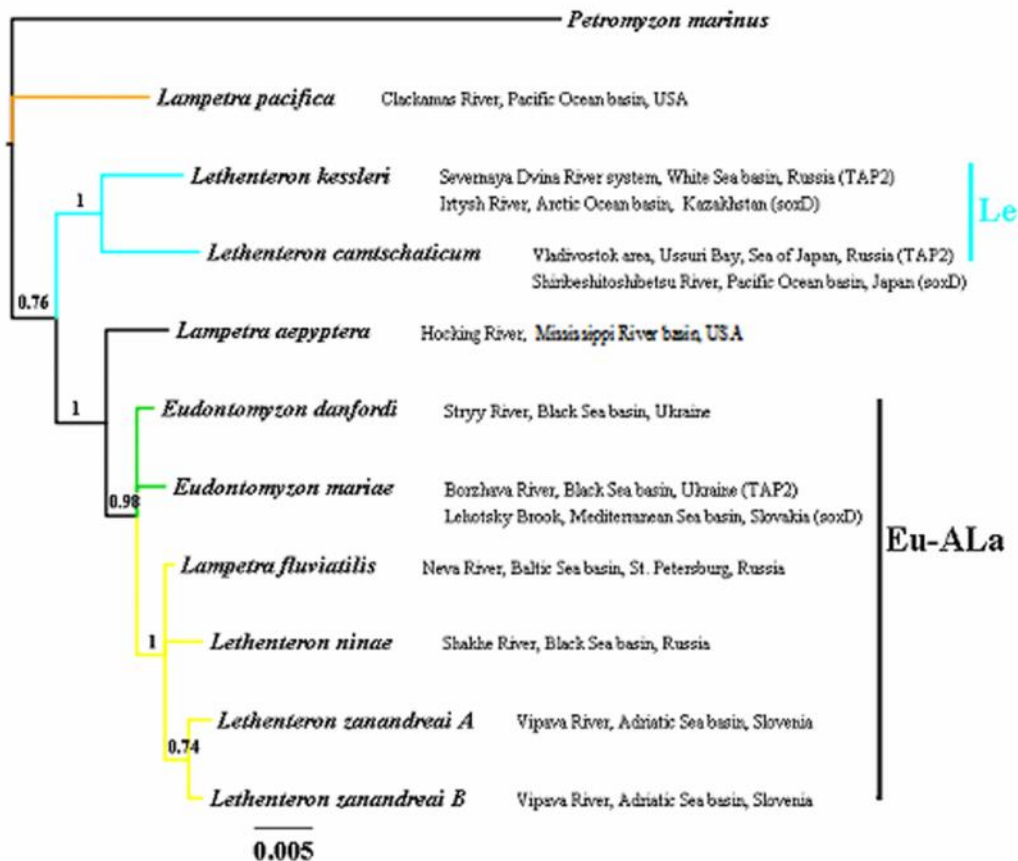 Petromyzon marinus
Lampetra pacifica Clackamas River, Pacific Ocean basin, USA
Lethenteron kessleri Severnaya Dvina River system, White Sea basin, Russia (TAP2)
1
Irtysh River, Arctic Ocean basin, Kazakhstan (soxD)
Le
Lethenteron camtschaticum Vladivostok area, Ussuri Bay, Sea of Japan, Russia (TAP2)
Shiribeshitoshibetsu River, Pacific Ocean basin, Japan (soxD)
0.76
Lampetra aepyptera Hocking River, Mississippi River basin, USA
1
Eudontomyzon danfordi Stryy River, Black Sea basin, Ukraine
Eudontomyzon mariae Borzhava River, Black Sea basin, Ukraine (TAP2)
0.98
Lehotsky Brook, Mediterranean Sea basin, Slovakia (soxD)
Eu-ALa
Lampetra fluviatilis Neva River, Baltic Sea basin, St. Petersburg, Russia
1
Lethenteron ninae Shakhe River, Black Sea basin, Russia
Lethenteron zanandreai A Vipava River, Adriatic Sea basin, Slovenia
0.74
Lethenteron zanandreai B Vipava River, Adriatic Sea basin, Slovenia
0.005